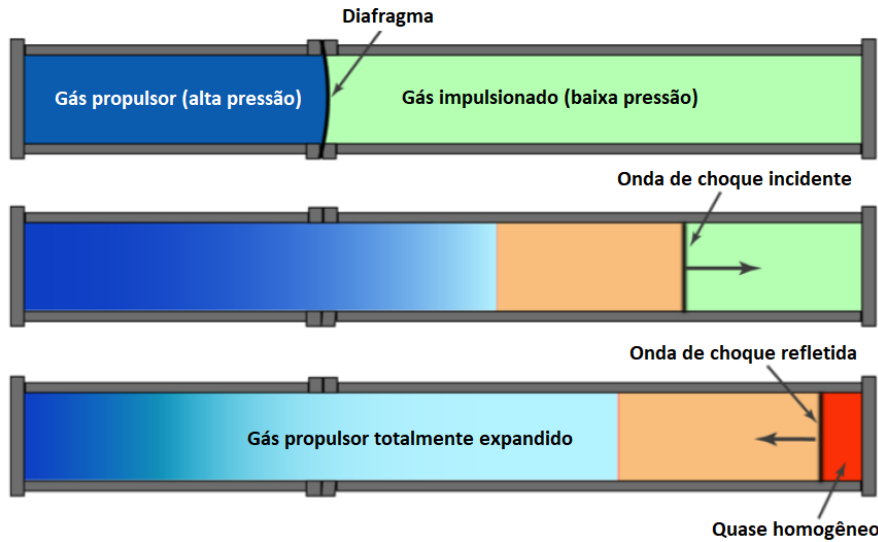 Diafragma
Gás propulsor (alta pressão)
Gás impulsionado (baixa pressão)
Onda de choque incidente
Onda de choque refletida
Gás propulsor totalmente expandido
Quase homogêneo